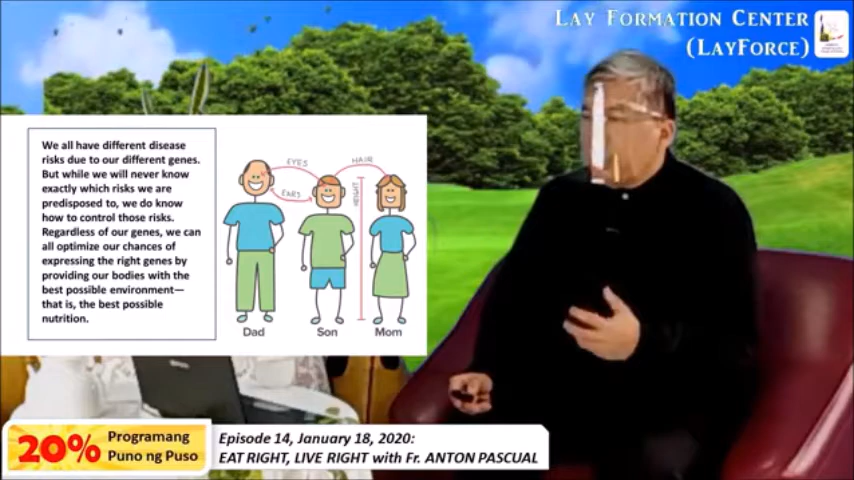 LAY FORMATION CENTER
(LAYFORCE)
We all have different disease
risks due to our different genes.
But while we will never know
exactly which risks we are
predisposed to, we do know
how to control those risks.
Regardless of our genes, we can
all optimize our chances of
expressing the right genes by
providing our bodies with the
best possible environment—
that is, the best possible
nutrition.
EYES
HAIR
EARS
HEIGHT
Dad
Son
Mom
20%
Programang
Puno ng Puso
Episode 14, January 18, 2020:
EAT RIGHT, LIVE RIGHT with Fr. ANTON PASCUAL